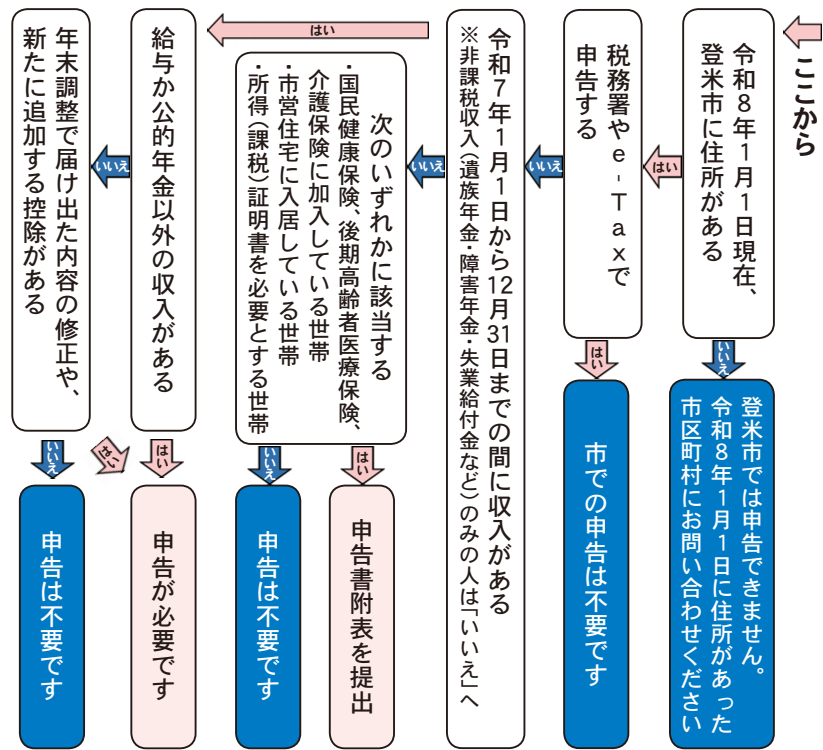 ここから
令和8年1月1日現在、
登米市に住所がある
いいえ
登米市では申告できません。
令和8年1月1日に住所があった
市区町村にお問い合わせください
はい
税務署やe-Taxで
申告する
はい
市での申告は不要です
いいえ
令和7年1月1日から12月31日までの間に収入がある
※非課税収入(遺族年金・障害年金・失業給付金など)のみの人は「いいえ」へ
はい
いいえ
次のいずれかに該当する
・国民健康保険、後期高齢者医療保険、
介護保険に加入している世帯
・市営住宅に入居している世帯
・所得(課税)証明書を必要とする世帯
はい
申告書附表を提出
いいえ
申告は不要です
給与か公的年金以外の収入がある
はい
申告が必要です
いいえ
年末調整で届け出た内容の修正や、
新たに追加する控除がある
はい
いいえ
申告は不要です